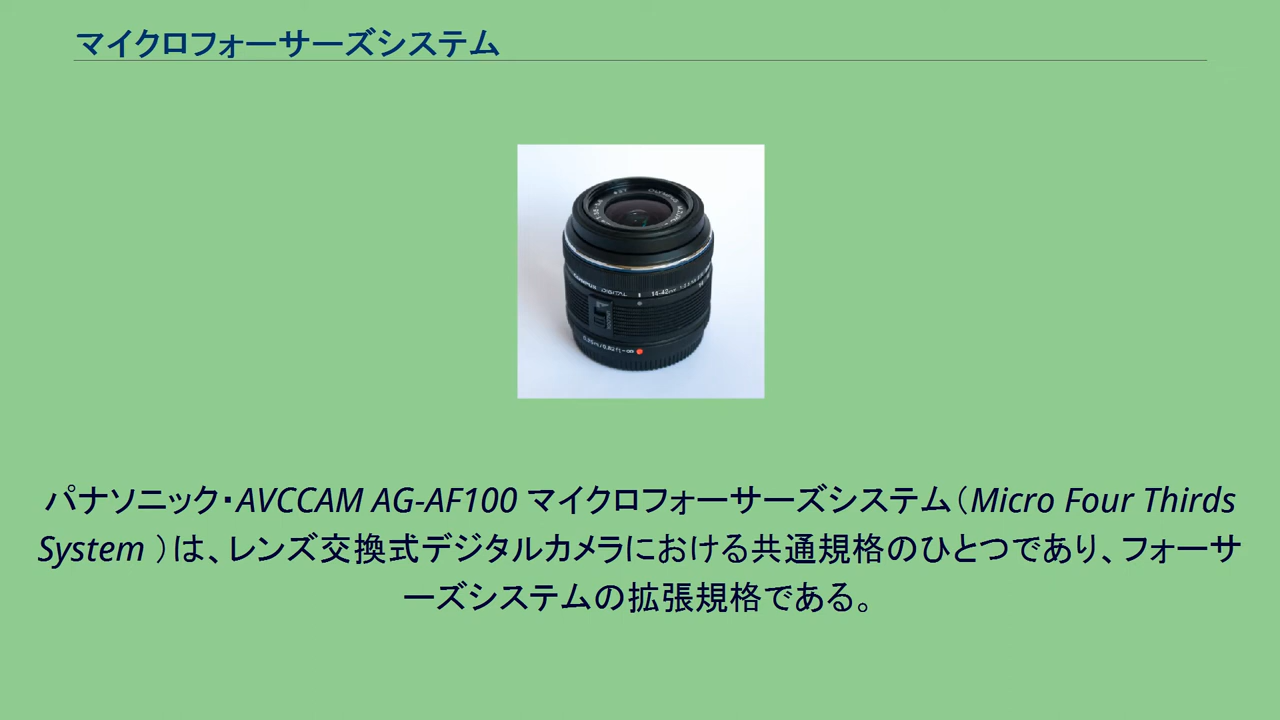 マイクロフォーサーズシステム
14-42
パナソニック・AVCCAM AG-AF100 マイクロフォーサーズシステム（Micro Four Thirds
System ）は、レンズ交換式デジタルカメラにおける共通規格のひとつであり、フォーサ
ーズシステムの拡張規格である。